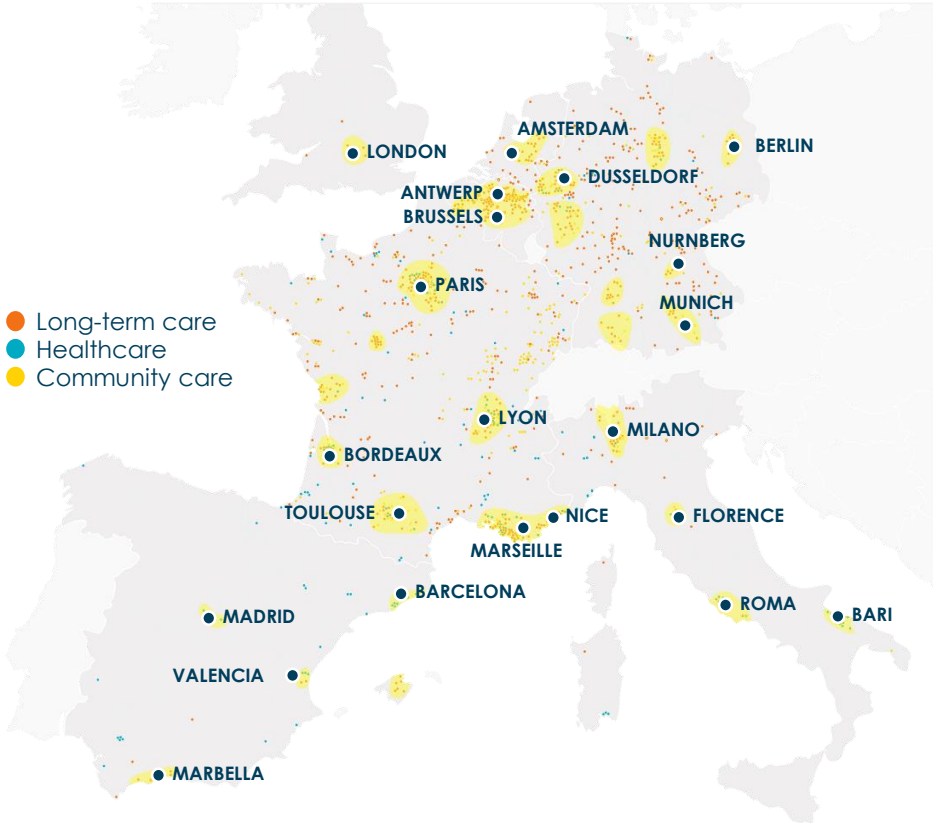 AMSTERDAM
LONDON
BERLIN
DUSSELDORF
ANTWERP
BRUSSELS
NURNBERG
PARIS
MUNICH
Long-term care
Healthcare
Community care
LYON
MILANO
BORDEAUX
TOULOUSE
NICE
FLORENCE
MARSEILLE
BARCELONA
ROMA
MADRID
BARI
VALENCIA
MARBELLA